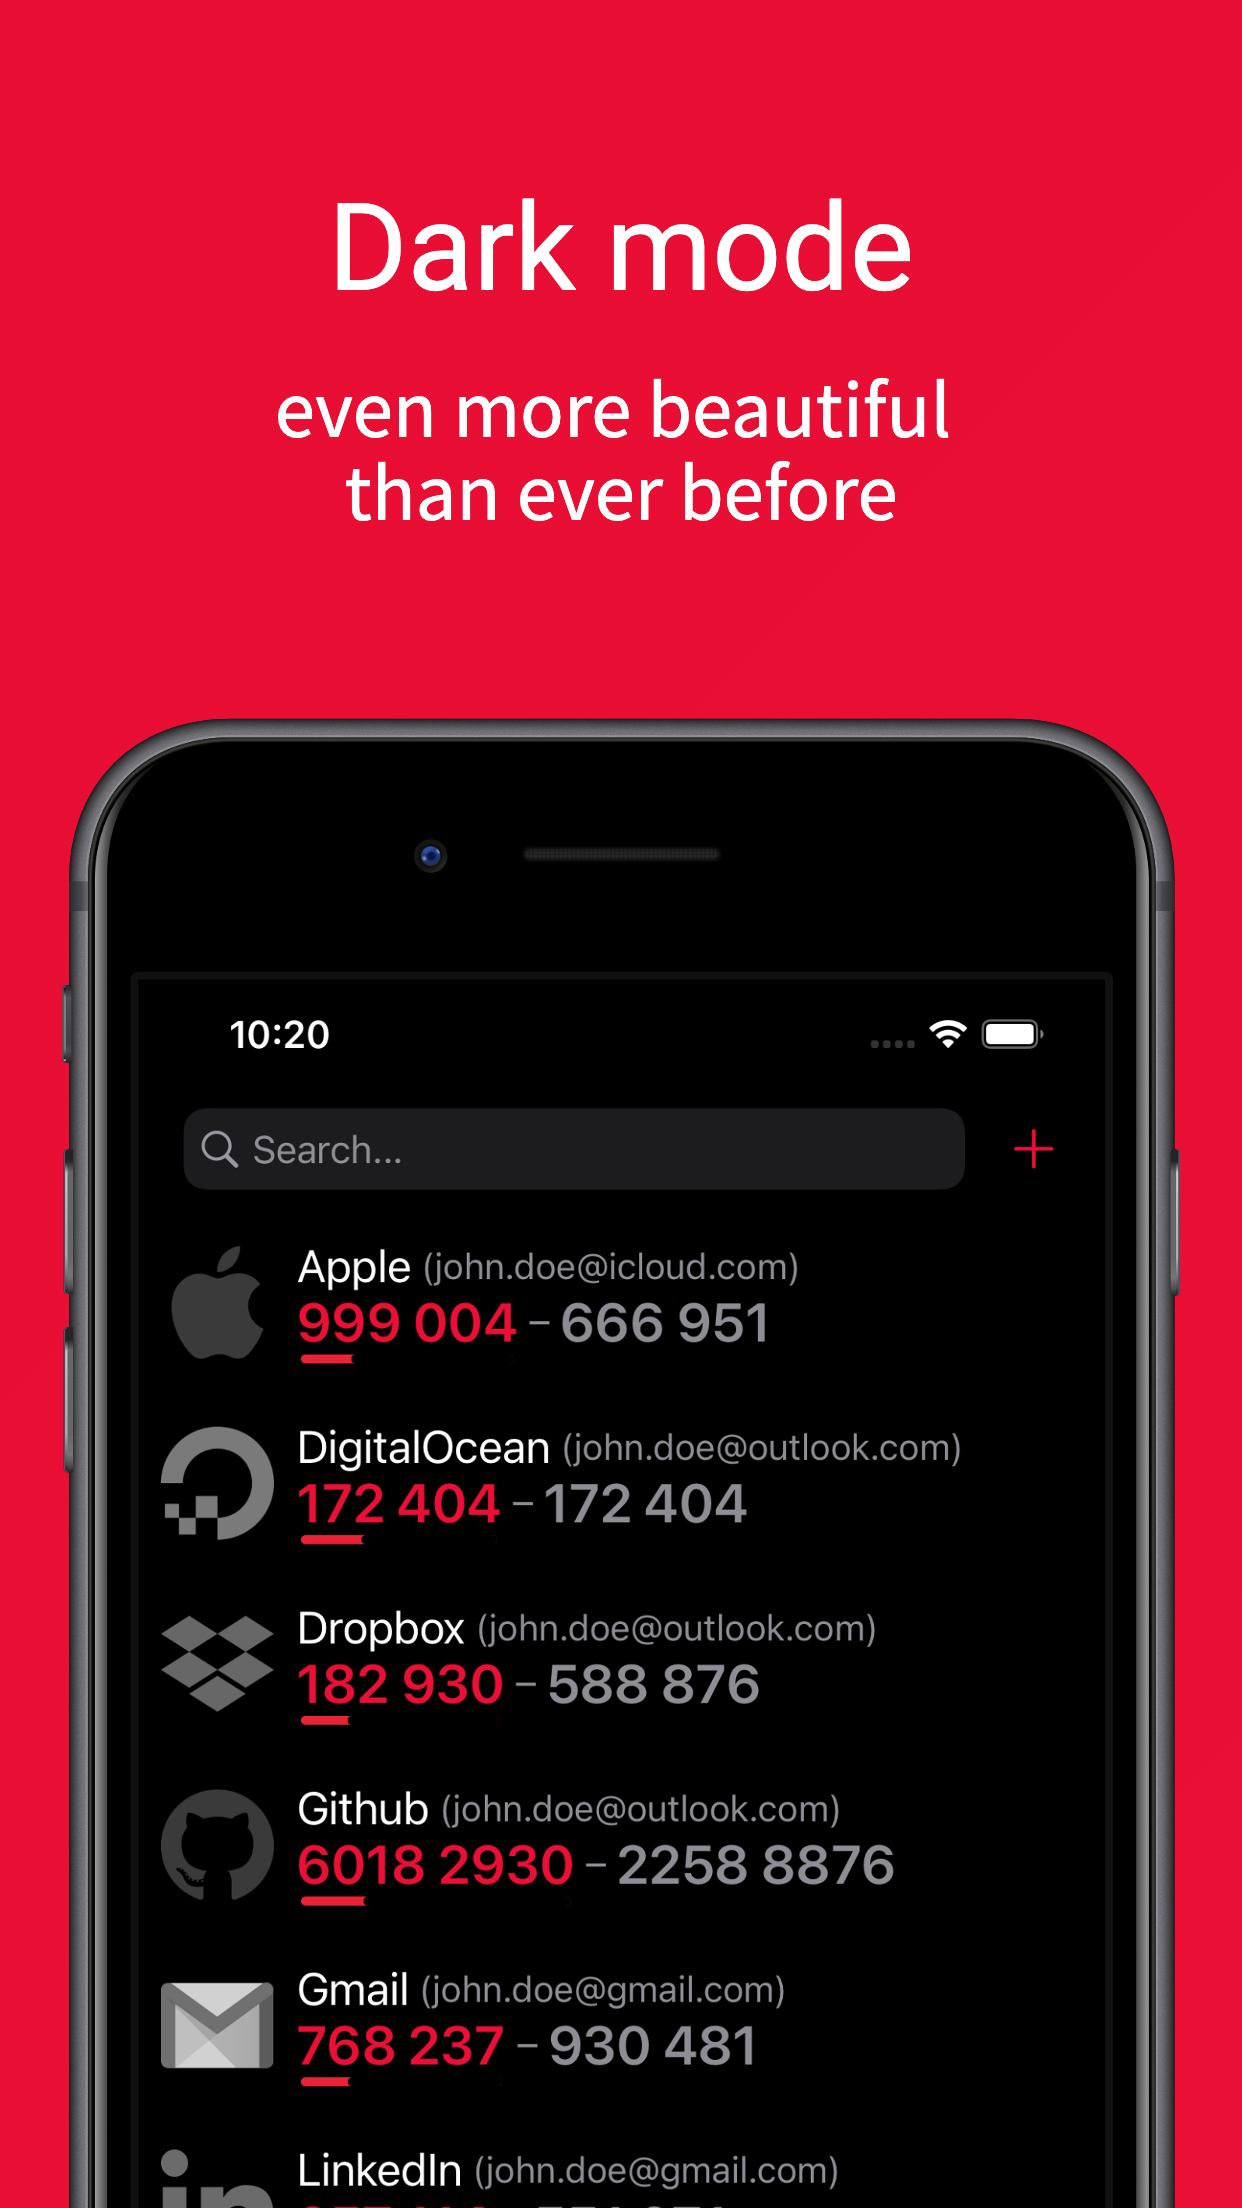 Dark mode
even more beautiful
than ever before
10:20
Search...
Apple (john.doe@icloud.com)
999 004 – 666 951
DigitalOcean (john.doe@outlook.com)
172 404 – 172 404
Dropbox (john.doe@outlook.com)
182 930 – 588 876
Github (john.doe@outlook.com)
6018 2930 – 2258 8876
Gmail (john.doe@gmail.com)
768 237 – 930 481
LinkedIn (john.doe@gmail.com)